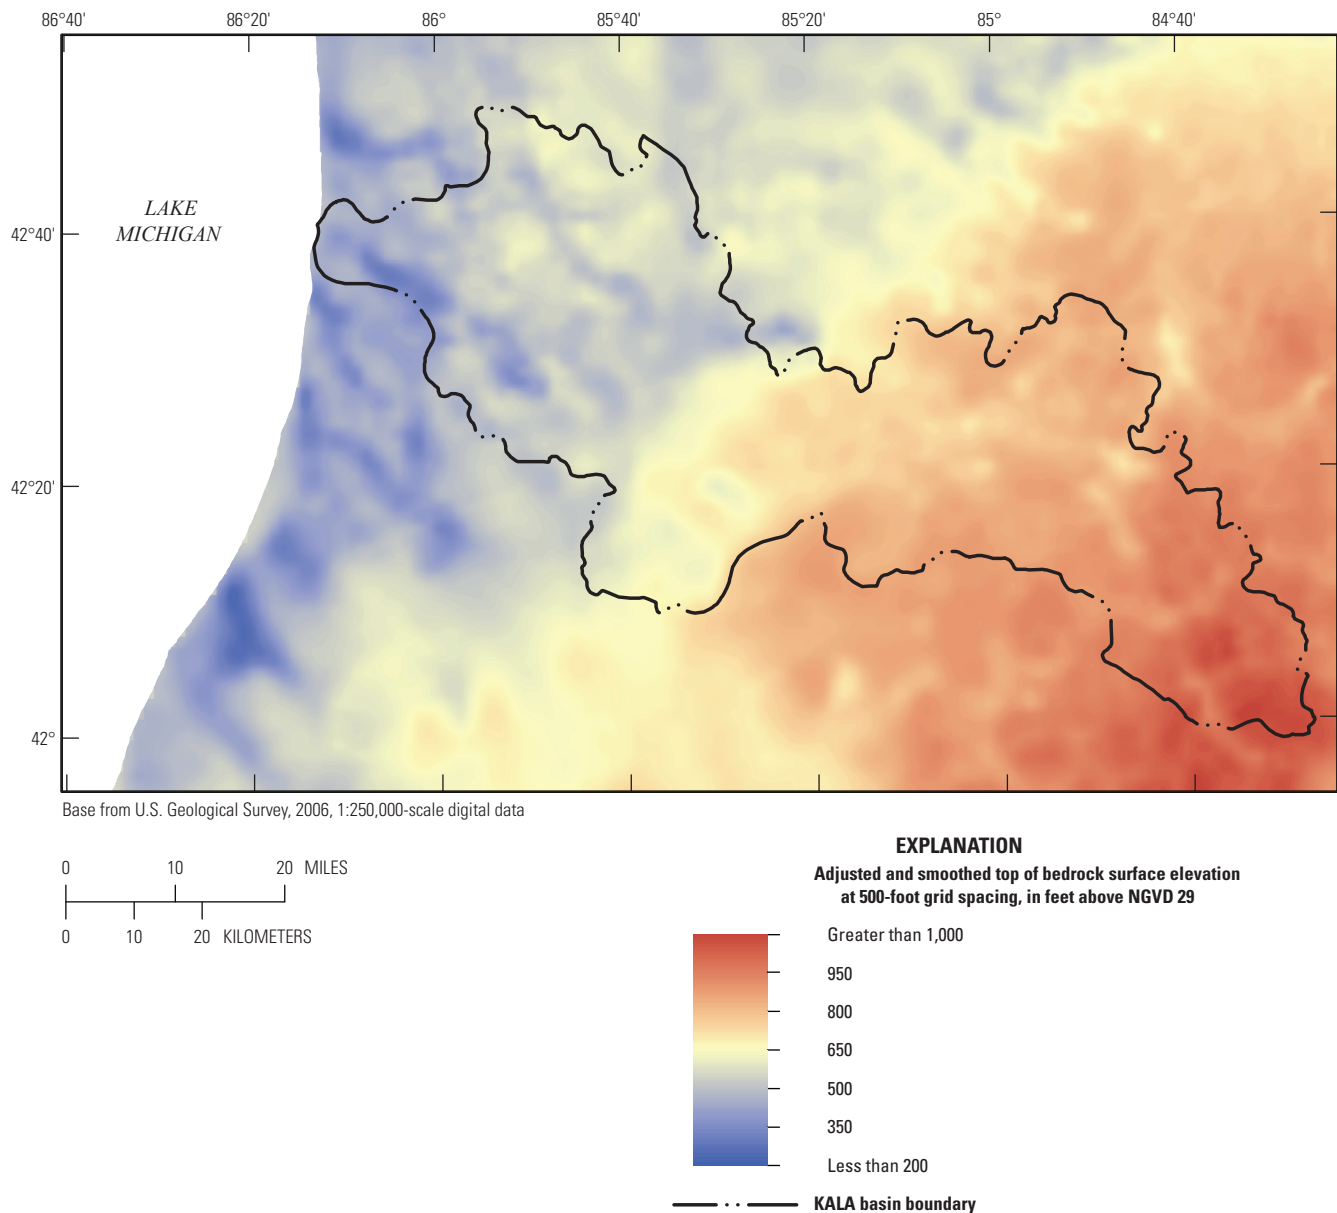 86°40' 86°20' 86° 85°40' 85°20' 85° 84°40'
42°40'
LAKE
MICHIGAN
42°20'
42°
Base from U.S. Geological Survey, 2006, 1:250,000-scale digital data
0 10 20 MILES
0 10 20 KILOMETERS
EXPLANATION
Adjusted and smoothed top of bedrock surface elevation
at 500-foot grid spacing, in feet above NGVD 29
Greater than 1,000
950
800
650
500
350
Less than 200
KALA basin boundary